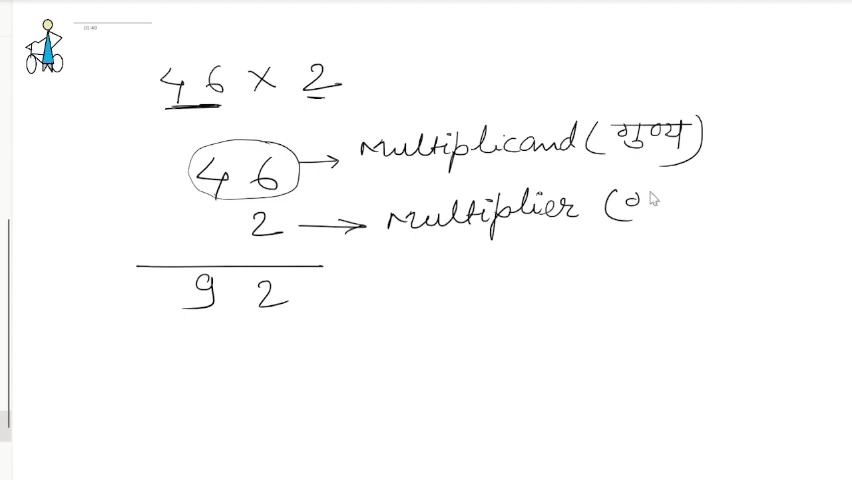 46 × 2
46 → Multiplicand (गुण्य)
2 → Multiplier (
92